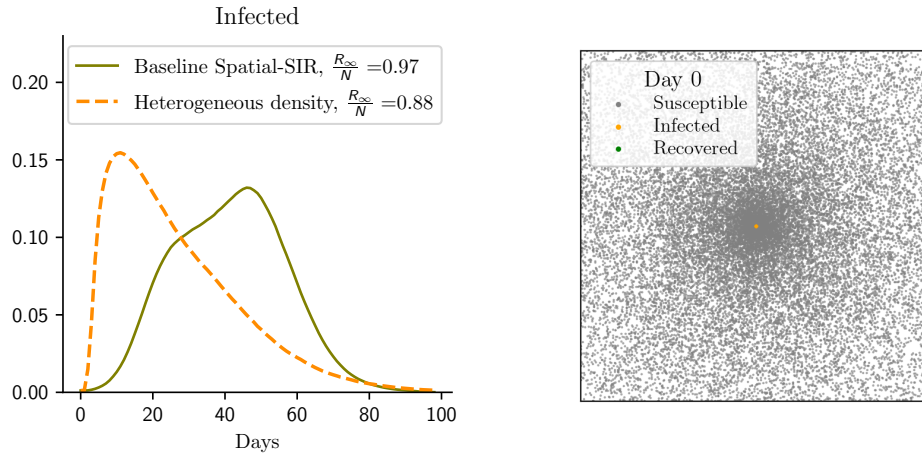 Infected
Baseline Spatial-SIR, R∞/N =0.97
Heterogeneous density, R∞/N =0.88
0.20
0.15
0.10
0.05
0.00
0 20 40 60 80 100
Days
Day 0
Susceptible
Infected
Recovered